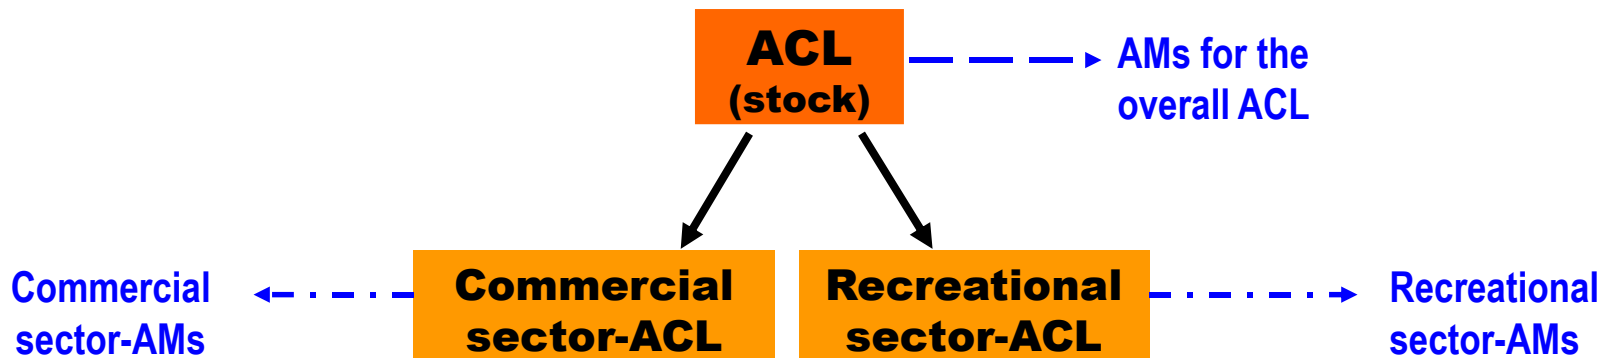 ACL
(stock)
AMs for the
overall ACL
Commercial
sector-AMs
Commercial
sector-ACL
Recreational
sector-ACL
Recreational
sector-AMs